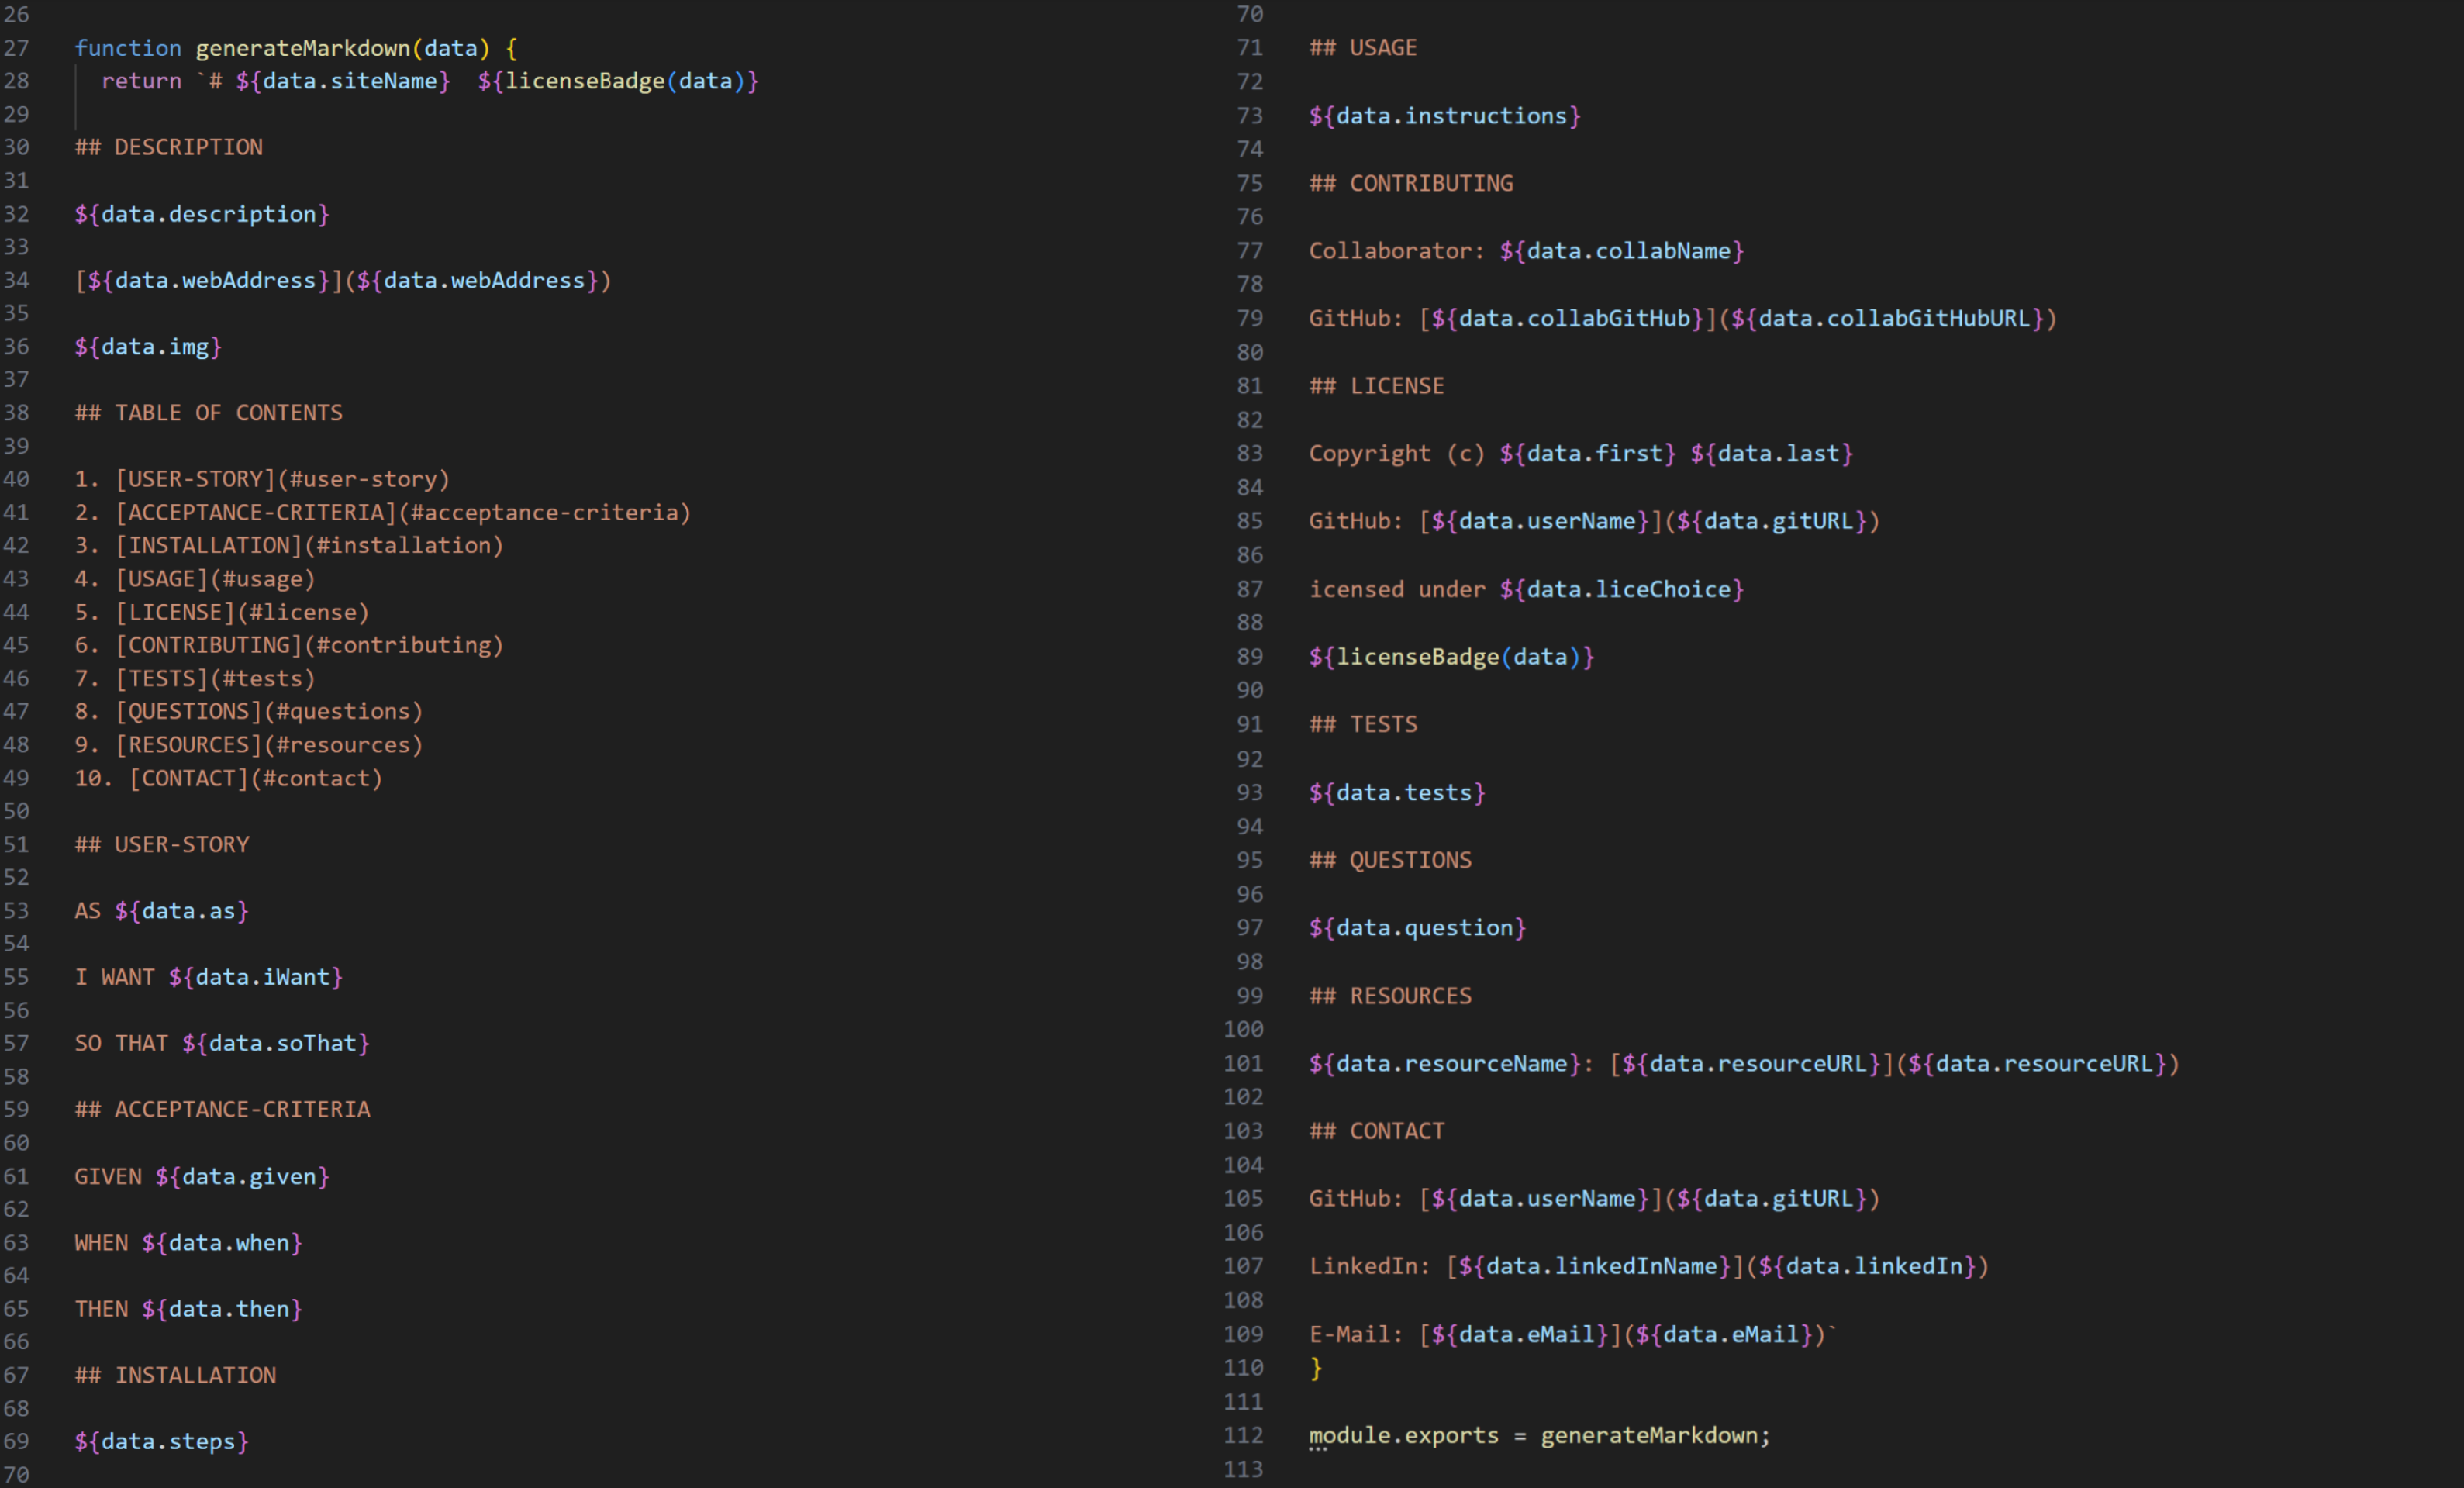 26
27 function generateMarkdown(data) {
28 return `# ${data.siteName}  ${licenseBadge(data)}
29
30 ## DESCRIPTION
31
32 ${data.description}
33
34 [${data.webAddress}](${data.webAddress})
35
36 ${data.img}
37
38 ## TABLE OF CONTENTS
39
40 1. [USER-STORY](#user-story)
41 2. [ACCEPTANCE-CRITERIA](#acceptance-criteria)
42 3. [INSTALLATION](#installation)
43 4. [USAGE](#usage)
44 5. [LICENSE](#license)
45 6. [CONTRIBUTING](#contributing)
46 7. [TESTS](#tests)
47 8. [QUESTIONS](#questions)
48 9. [RESOURCES](#resources)
49 10. [CONTACT](#contact)
50
51 ## USER-STORY
52
53 AS ${data.as}
54
55 I WANT ${data.iWant}
56
57 SO THAT ${data.soThat}
58
59 ## ACCEPTANCE-CRITERIA
60
61 GIVEN ${data.given}
62
63 WHEN ${data.when}
64
65 THEN ${data.then}
66
67 ## INSTALLATION
68
69 ${data.steps}
70
70
71 ## USAGE
72
73 ${data.instructions}
74
75 ## CONTRIBUTING
76
77 Collaborator: ${data.collabName}
78
79 GitHub: [${data.collabGitHub}](${data.collabGitHubURL})
80
81 ## LICENSE
82
83 Copyright (c) ${data.first} ${data.last}
84
85 GitHub: [${data.userName}](${data.gitURL})
86
87 icensed under ${data.liceChoice}
88
89 ${licenseBadge(data)}
90
91 ## TESTS
92
93 ${data.tests}
94
95 ## QUESTIONS
96
97 ${data.question}
98
99 ## RESOURCES
100
101 ${data.resourceName}: [${data.resourceURL}](${data.resourceURL})
102
103 ## CONTACT
104
105 GitHub: [${data.userName}](${data.gitURL})
106
107 LinkedIn: [${data.linkedInName}](${data.linkedIn})
108
109 E-Mail: [${data.eMail}](${data.eMail})`
110 }
111
112 module.exports = generateMarkdown;
113